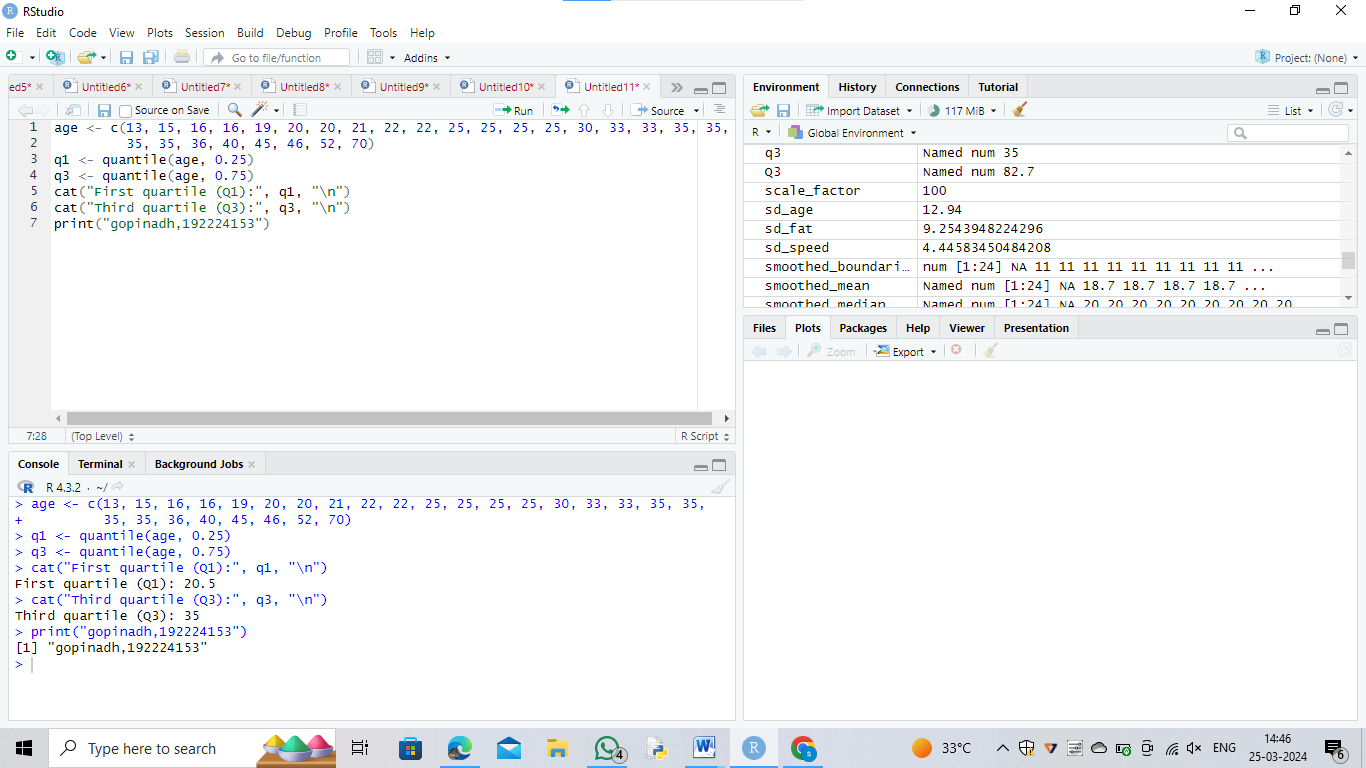 RStudio
File Edit Code View Plots Session Build Debug Profile Tools Help
Go to file/function Addins Project: (None)
ed5* Untitled6* Untitled7* Untitled8* Untitled9* Untitled10* Untitled11*
Source on Save Run Source
1 age <- c(13, 15, 16, 16, 19, 20, 20, 21, 22, 22, 25, 25, 25, 25, 30, 33, 33, 35, 35,
2 35, 35, 36, 40, 45, 46, 52, 70)
3 q1 <- quantile(age, 0.25)
4 q3 <- quantile(age, 0.75)
5 cat("First quartile (Q1):", q1, "\n")
6 cat("Third quartile (Q3):", q3, "\n")
7 print("gopinadh,192224153")
7:28 (Top Level) R Script
Console Terminal Background Jobs
R 4.3.2 · ~/
> age <- c(13, 15, 16, 16, 19, 20, 20, 21, 22, 22, 25, 25, 25, 25, 30, 33, 33, 35, 35,
+ 35, 35, 36, 40, 45, 46, 52, 70)
> q1 <- quantile(age, 0.25)
> q3 <- quantile(age, 0.75)
> cat("First quartile (Q1):", q1, "\n")
First quartile (Q1): 20.5
> cat("Third quartile (Q3):", q3, "\n")
Third quartile (Q3): 35
> print("gopinadh,192224153")
[1] "gopinadh,192224153"
>
Environment History Connections Tutorial
Import Dataset 117 MiB List
R Global Environment
q3 Named num 35
Q3 Named num 82.7
scale_factor 100
sd_age 12.94
sd_fat 9.2543948224296
sd_speed 4.44583450484208
smoothed_boundari... num [1:24] NA 11 11 11 11 11 11 11 11 11 ...
smoothed_mean Named num [1:24] NA 18.7 18.7 18.7 18.7 ...
smoothed_median Named num [1:24] NA 20 20 20 20 20 20 20 20 20
Files Plots Packages Help Viewer Presentation
Zoom Export
Type here to search
4
33°C
ENG
14:46
25-03-2024
6